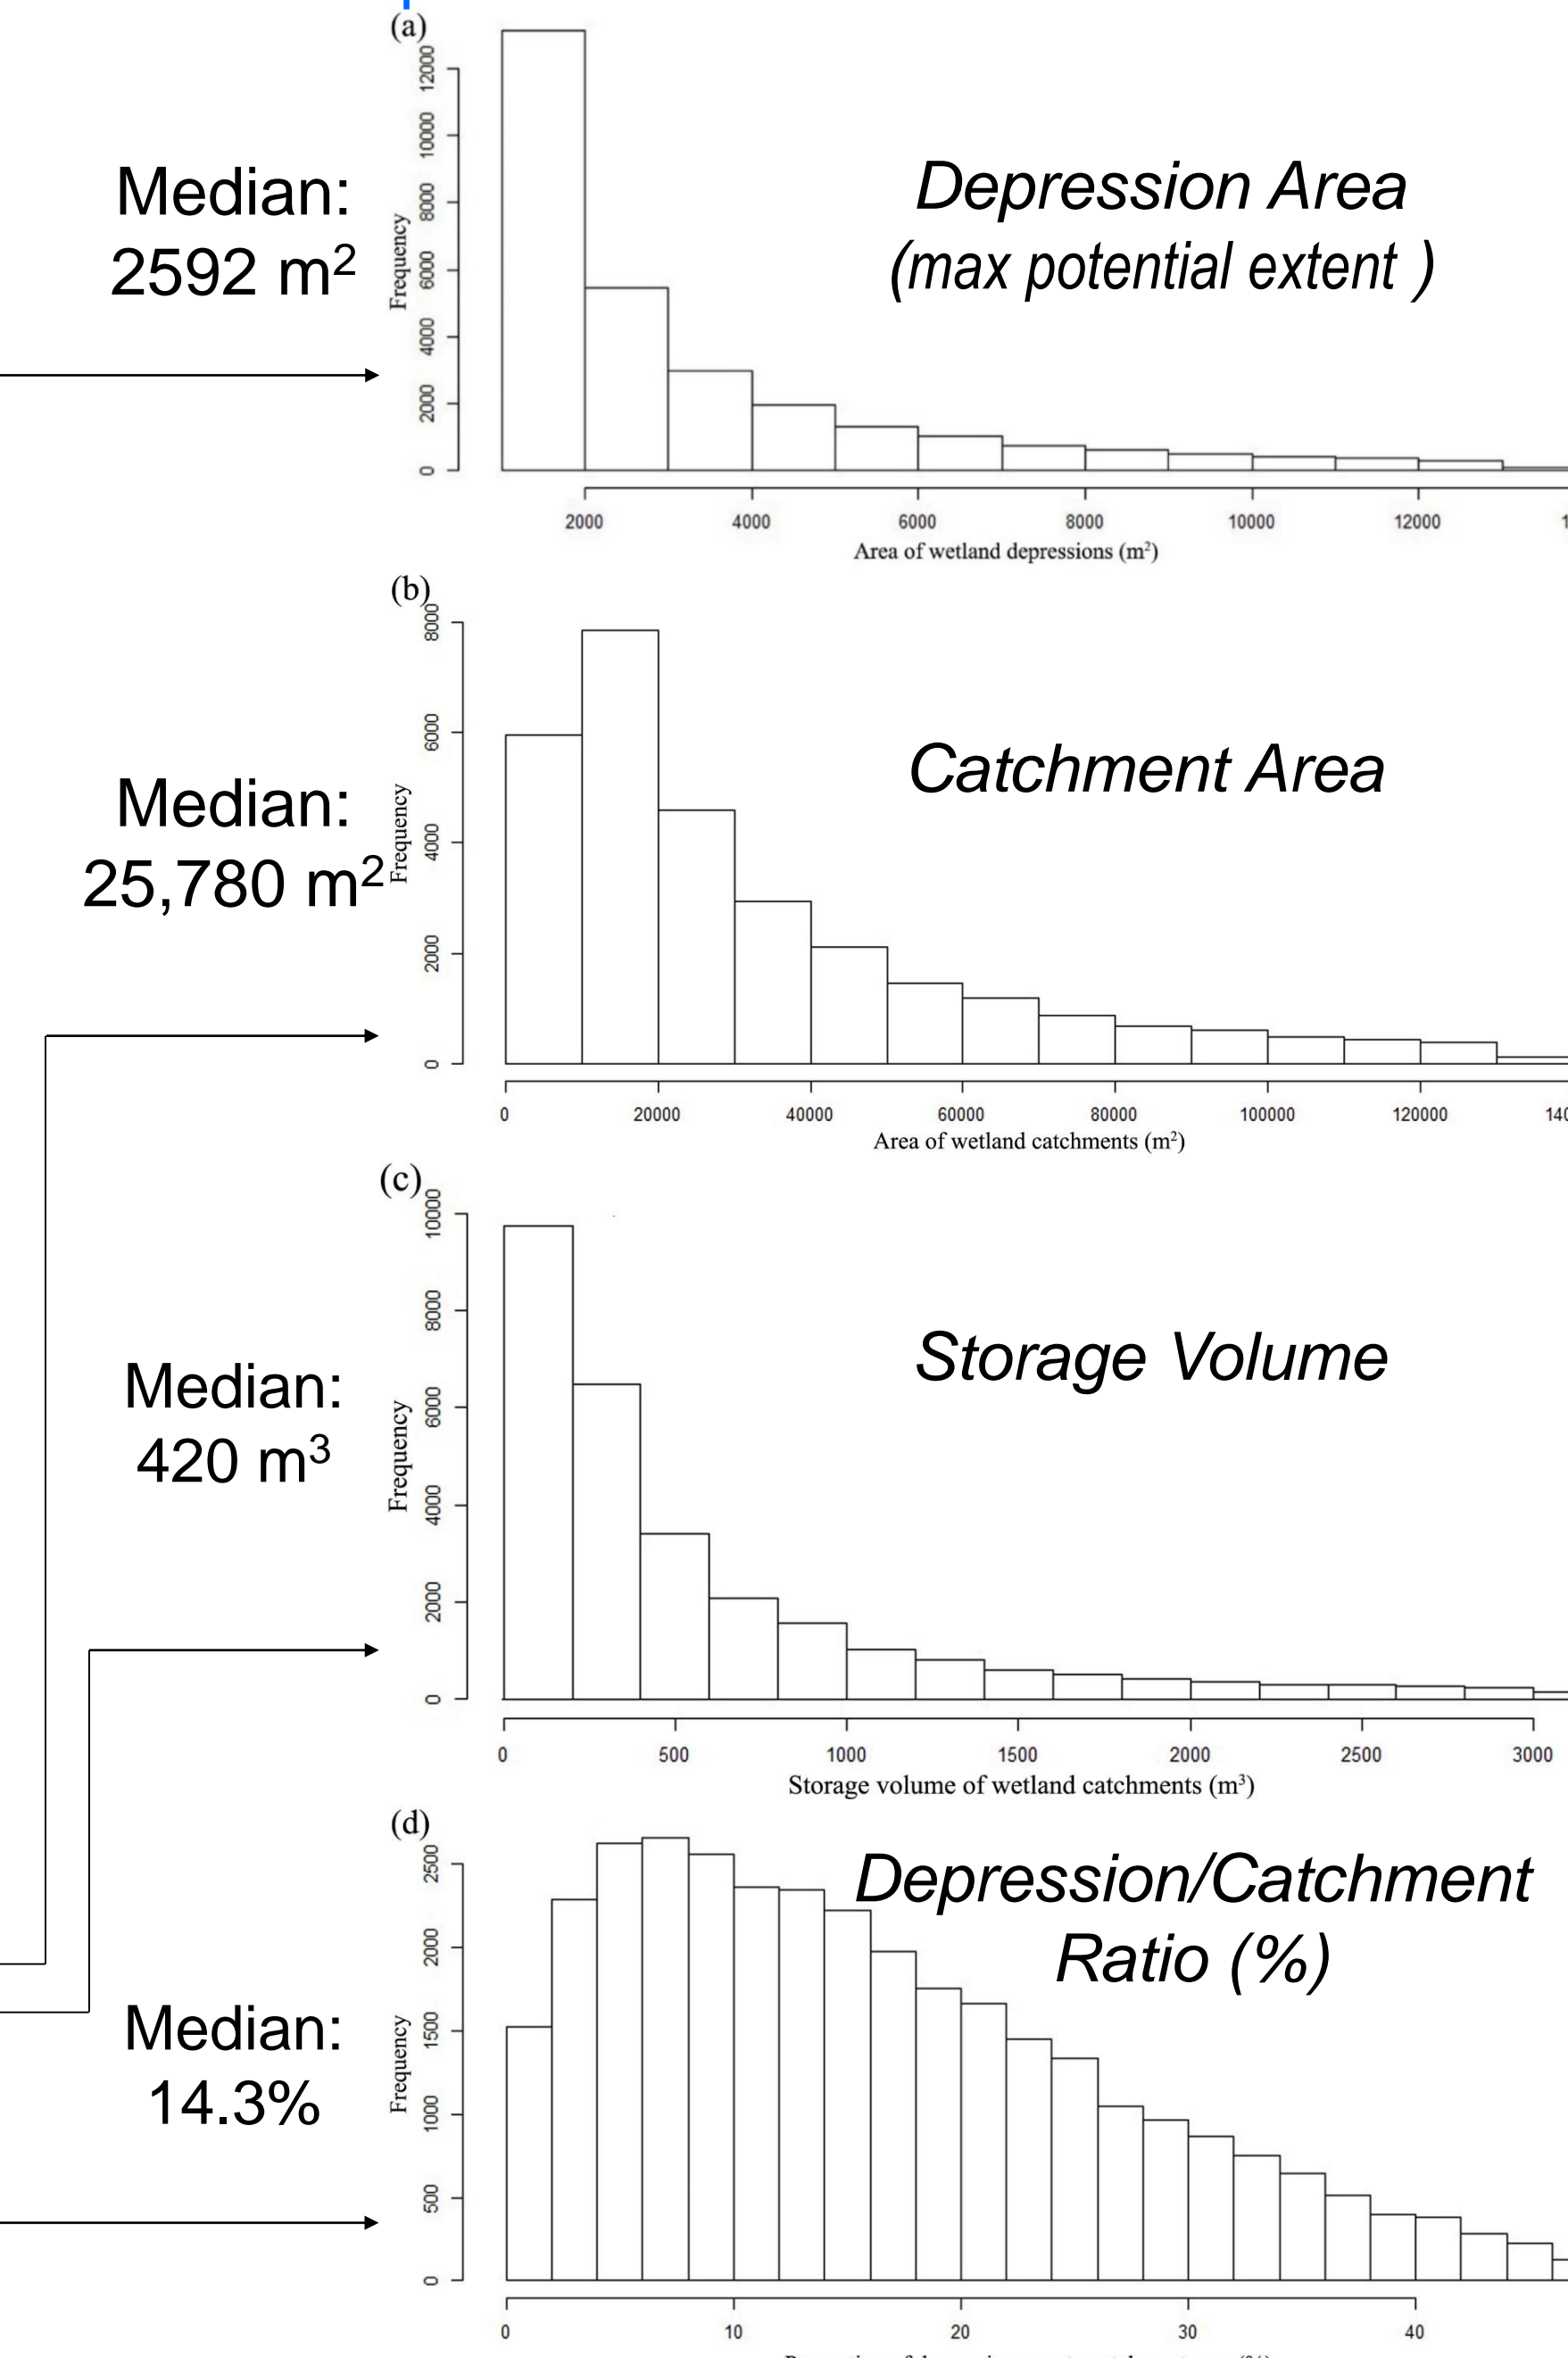 (a)
Median:
2592 m²
Depression Area
(max potential extent )
Frequency
12000
10000
8000
6000
4000
2000
0
2000 4000 6000 8000 10000 12000
Area of wetland depressions (m²)
(b)
Median:
25,780 m²
Catchment Area
Frequency
8000
6000
4000
2000
0
0 20000 40000 60000 80000 100000 120000
Area of wetland catchments (m²)
(c)
Median:
420 m³
Storage Volume
Frequency
10000
8000
6000
4000
2000
0
0 500 1000 1500 2000 2500 3000
Storage volume of wetland catchments (m³)
(d)
Median:
14.3%
Depression/Catchment
Ratio (%)
Frequency
2500
2000
1500
1000
500
0
0 10 20 30 40